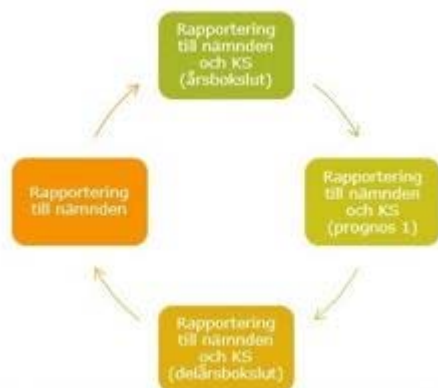 Rapportering
till nämnden
och KS
(årsbokslut)
Rapportering
till nämnden
och KS
(prognos 1)
Rapportering
till nämnden
och KS
(delårsbokslut)
Rapportering
till nämnden